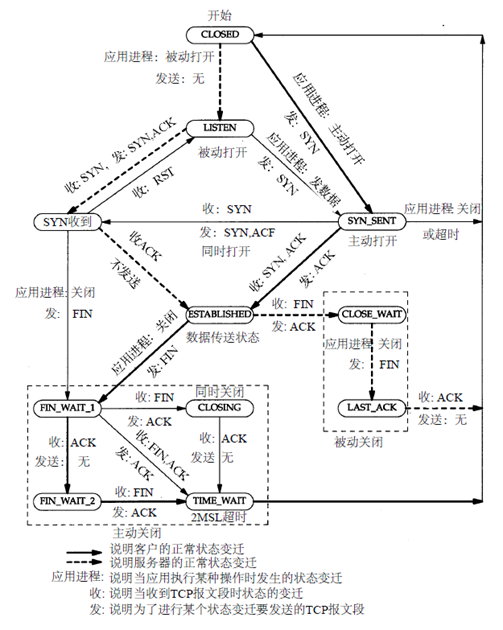 开始
CLOSED
应用进程: 被动打开
发送: 无
应用进程: 主动打开
发: SYN
LISTEN
被动打开
收: SYN, 发: SYN,ACK
收: RST
应用进程: 发数据
发: SYN
SYN收到
收: SYN
发: SYN,ACF
同时打开
SYN_SENT
主动打开
应用进程 关闭
或超时
收ACK
不发送
收: SYN, ACK
发: ACK
应用进程: 关闭
发: FIN
ESTABLISHED
数据传送状态
收: FIN
发: ACK
CLOSE_WAIT
应用进程: 关闭
发: FIN
应用进程 关闭
发: FIN
LAST_ACK
收: ACK
发送: 无
被动关闭
同时关闭
FIN_WAIT_1
收: FIN
发: ACK
CLOSING
收: ACK
发送: 无
收: FIN,ACK
发: ACK
收: ACK
发送 无
FIN_WAIT_2
收: FIN
发: ACK
TIME_WAIT
2MSL超时
主动关闭
说明客户的正常状态变迁
说明服务器的正常状态变迁
应用进程: 说明当应用执行某种操作时发生的状态变迁
收: 说明当收到TCP报文段时状态的变迁
发: 说明为了进行某个状态变迁要发送的TCP报文段